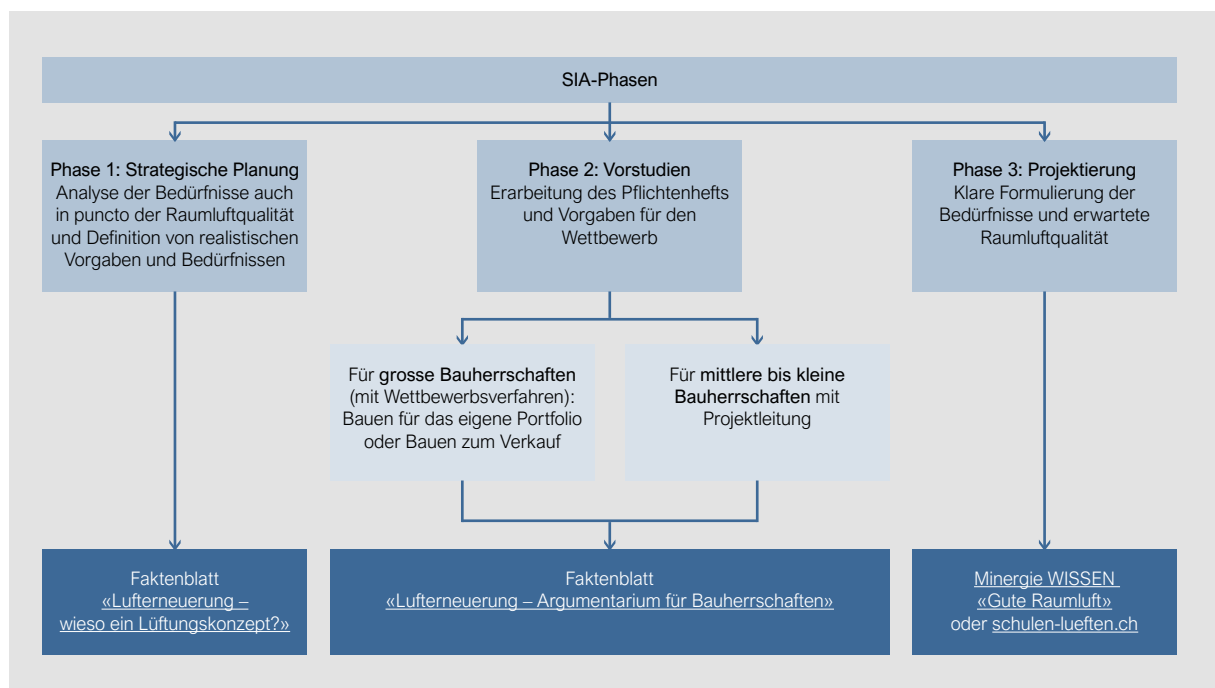 SIA-Phasen
Phase 1: Strategische Planung
Analyse der Bedürfnisse auch
in puncto der Raumluftqualität
und Definition von realistischen
Vorgaben und Bedürfnissen
Phase 2: Vorstudien
Erarbeitung des Pflichtenhefts
und Vorgaben für den
Wettbewerb
Phase 3: Projektierung
Klare Formulierung der
Bedürfnisse und erwartete
Raumluftqualität
Für grosse Bauherrschaften
(mit Wettbewerbsverfahren):
Bauen für das eigene Portfolio
oder Bauen zum Verkauf
Für mittlere bis kleine
Bauherrschaften mit
Projektleitung
Faktenblatt
«Lufterneuerung –
wieso ein Lüftungskonzept?»
Faktenblatt
«Lufterneuerung – Argumentarium für Bauherrschaften»
Minergie WISSEN
«Gute Raumluft»
oder schulen-lueften.ch